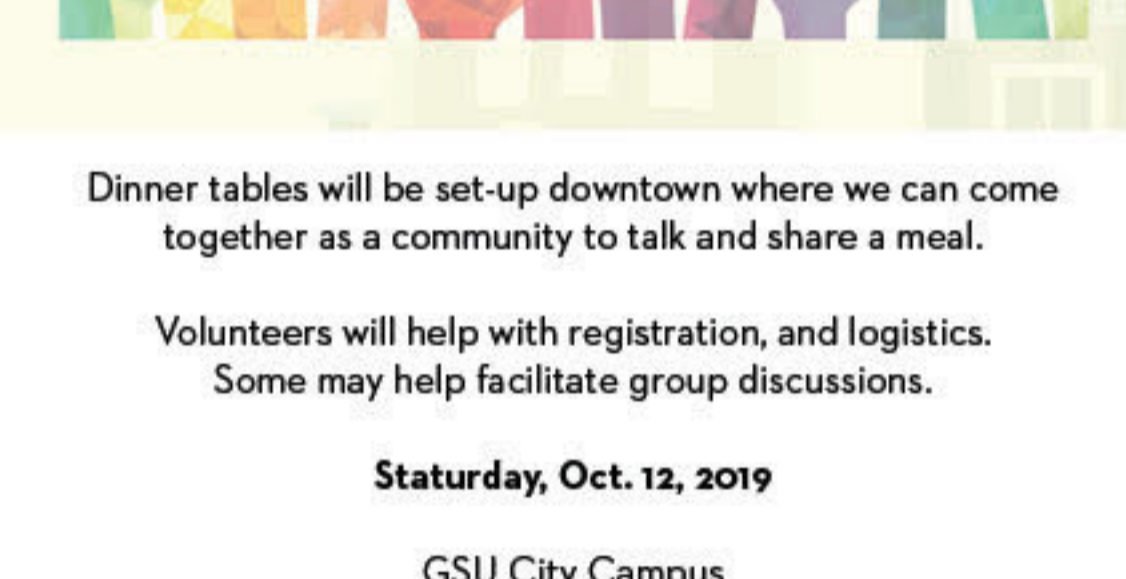 Dinner tables will be set-up downtown where we can come
together as a community to talk and share a meal.
Volunteers will help with registration, and logistics.
Some may help facilitate group discussions.
Staturday, Oct. 12, 2019
GSU City Campus